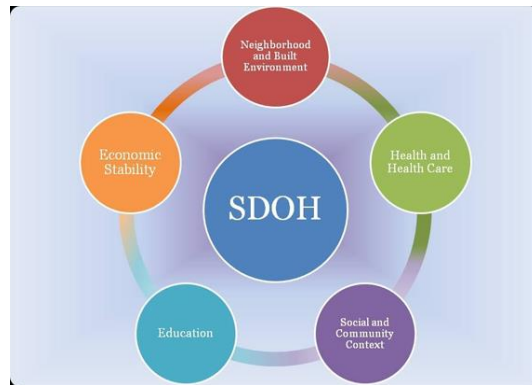 Neighborhood
and Built
Environment
Economic
Stability
Health and
Health Care
SDOH
Education
Social and
Community
Context